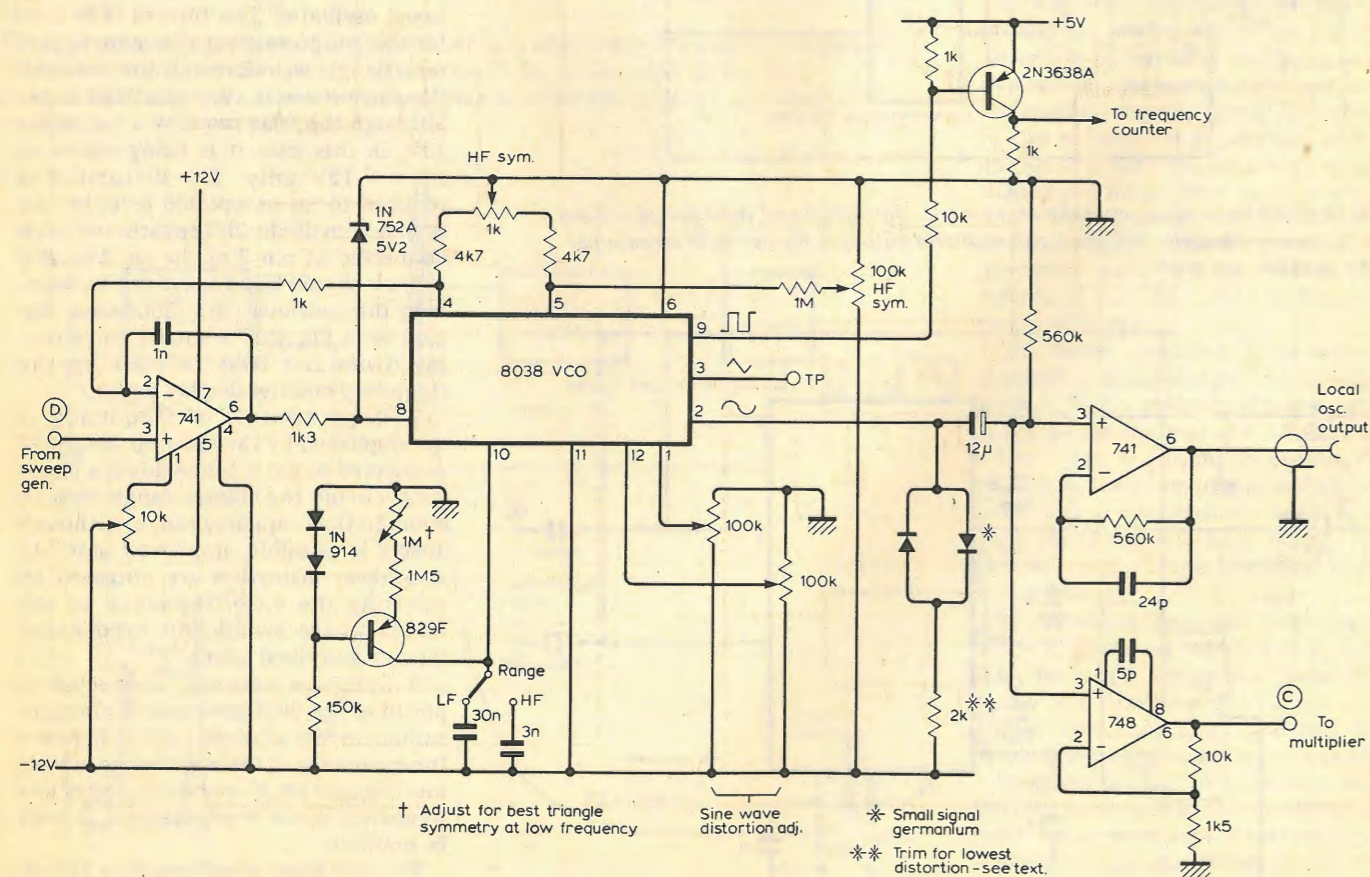 +5V
1k
2N3638A
To frequency
counter
1k
HF sym.
+12V
1N
752A
5V2
1k
4k7
4k7
10k
100k
HF
sym.
1M
1k
4
5
6
9
1n
8038 VCO
3
TP
560k
2
7
2
741
6
4
1k3
8
2
D
3
5
1
From
sweep
gen.
10k
10
11
12
1
12µ
3
741
6
2
Local
osc.
output
560k
24p
1N
914
1M†
1M5
829F
100k
100k
※
150k
Range
LF
HF
30n
3n
2k
※※
5p
3
1
8
748
6
2
C
To
multiplier
10k
1k5
-12V
† Adjust for best triangle
symmetry at low frequency
Sine wave
distortion adj.
※ Small signal
germanium
※※ Trim for lowest
distortion - see text.